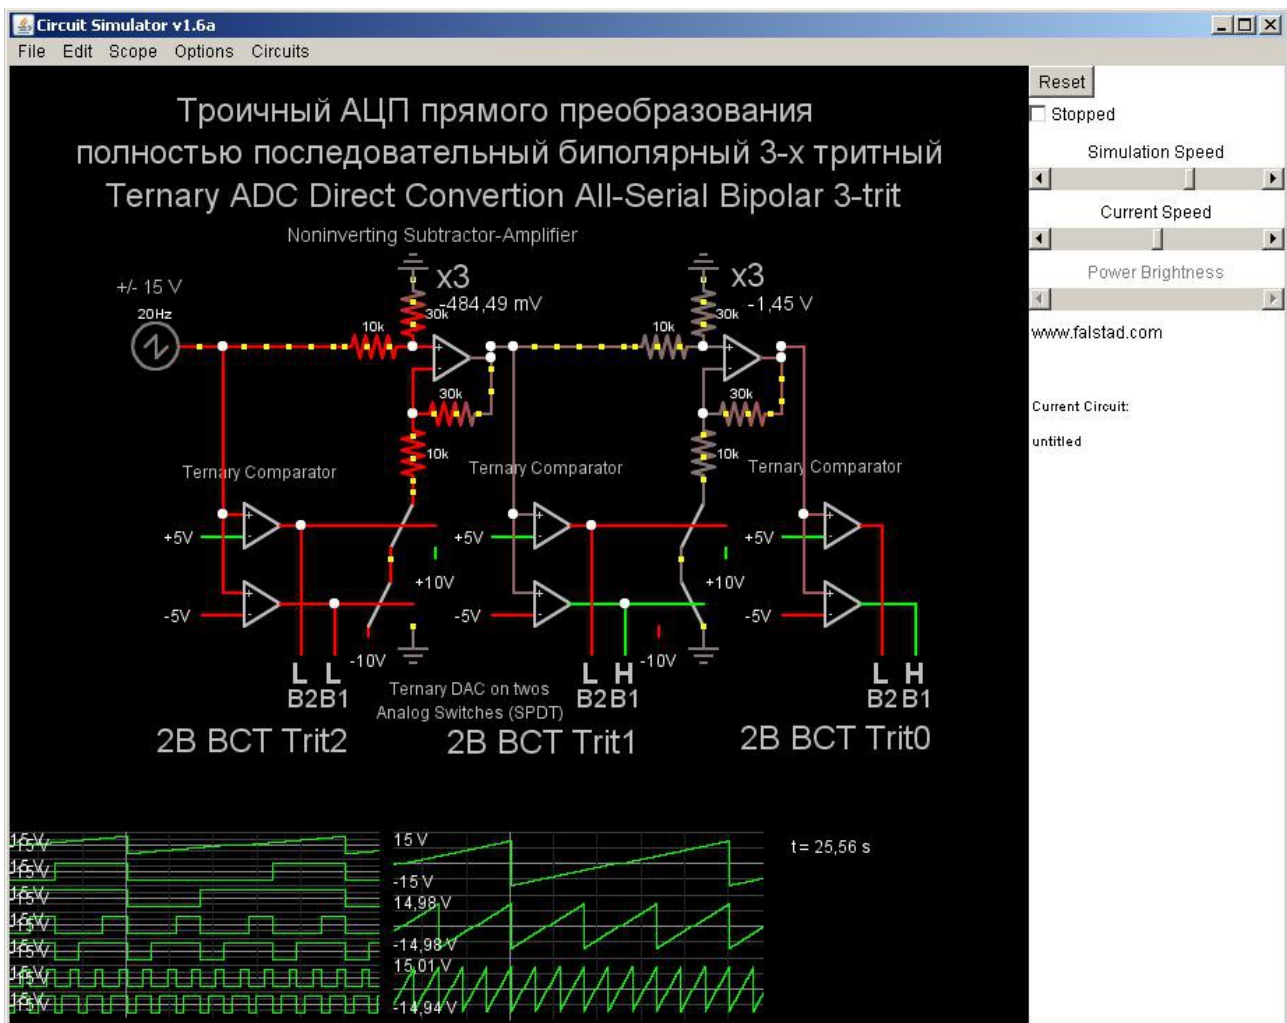 Circuit Simulator v1.6a
File Edit Scope Options Circuits
Reset
Stopped
Simulation Speed
Current Speed
Power Brightness
www.falstad.com
Current Circuit:
untitled
Троичный АЦП прямого преобразования
полностью последовательный биполярный 3-х тритный
Ternary ADC Direct Convertion All-Serial Bipolar 3-trit
Noninverting Subtractor-Amplifier
+/- 15 V
20Hz
x3
-484,49 mV
30k
10k
30k
10k
x3
-1,45 V
30k
10k
30k
10k
Ternary Comparator
Ternary Comparator
Ternary Comparator
+5V
+10V
+5V
+10V
+5V
-5V
-10V
-5V
-10V
-5V
L L
B2 B1
L H
B2 B1
L H
B2 B1
Ternary DAC on twos
Analog Switches (SPDT)
2B BCT Trit2
2B BCT Trit1
2B BCT Trit0
15 V
-15 V
14,98 V
-14,98 V
15,01 V
-14,94 V
t = 25,56 s